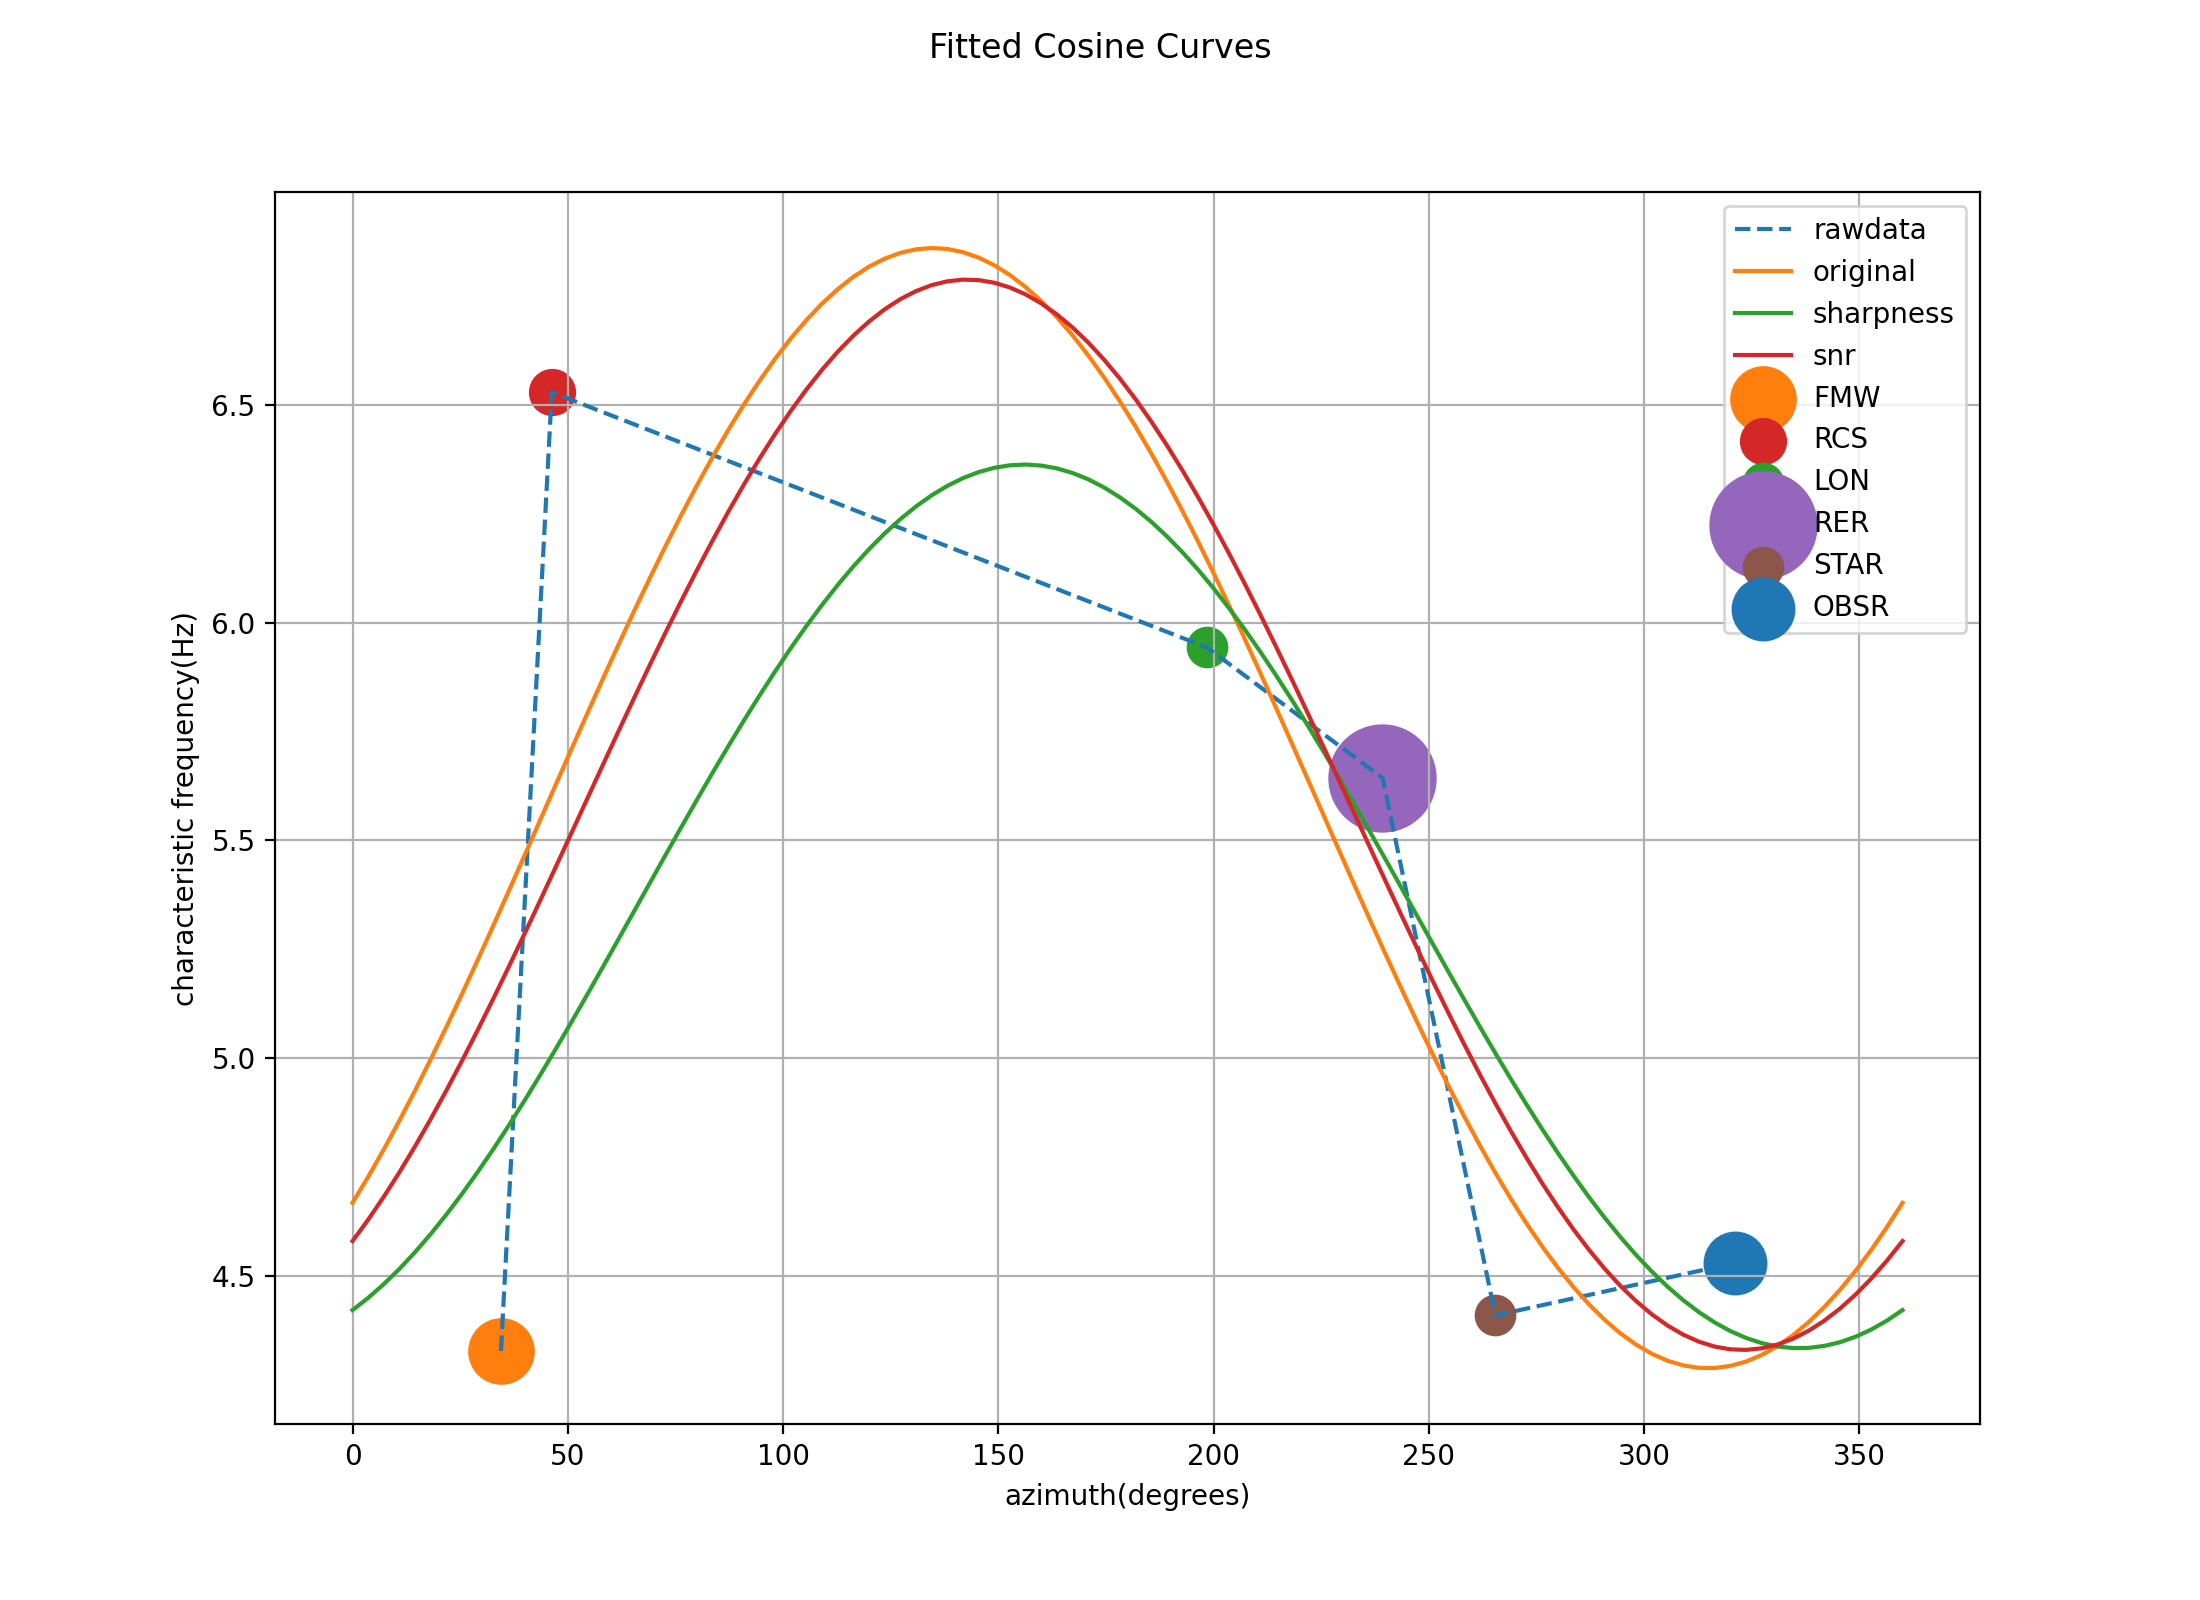 Fitted Cosine Curves
rawdata
original
sharpness
snr
FMW
RCS
LON
RER
STAR
OBSR
characteristic frequency(Hz)
6.5
6.0
5.5
5.0
4.5
0 50 100 150 200 250 300 350
azimuth(degrees)